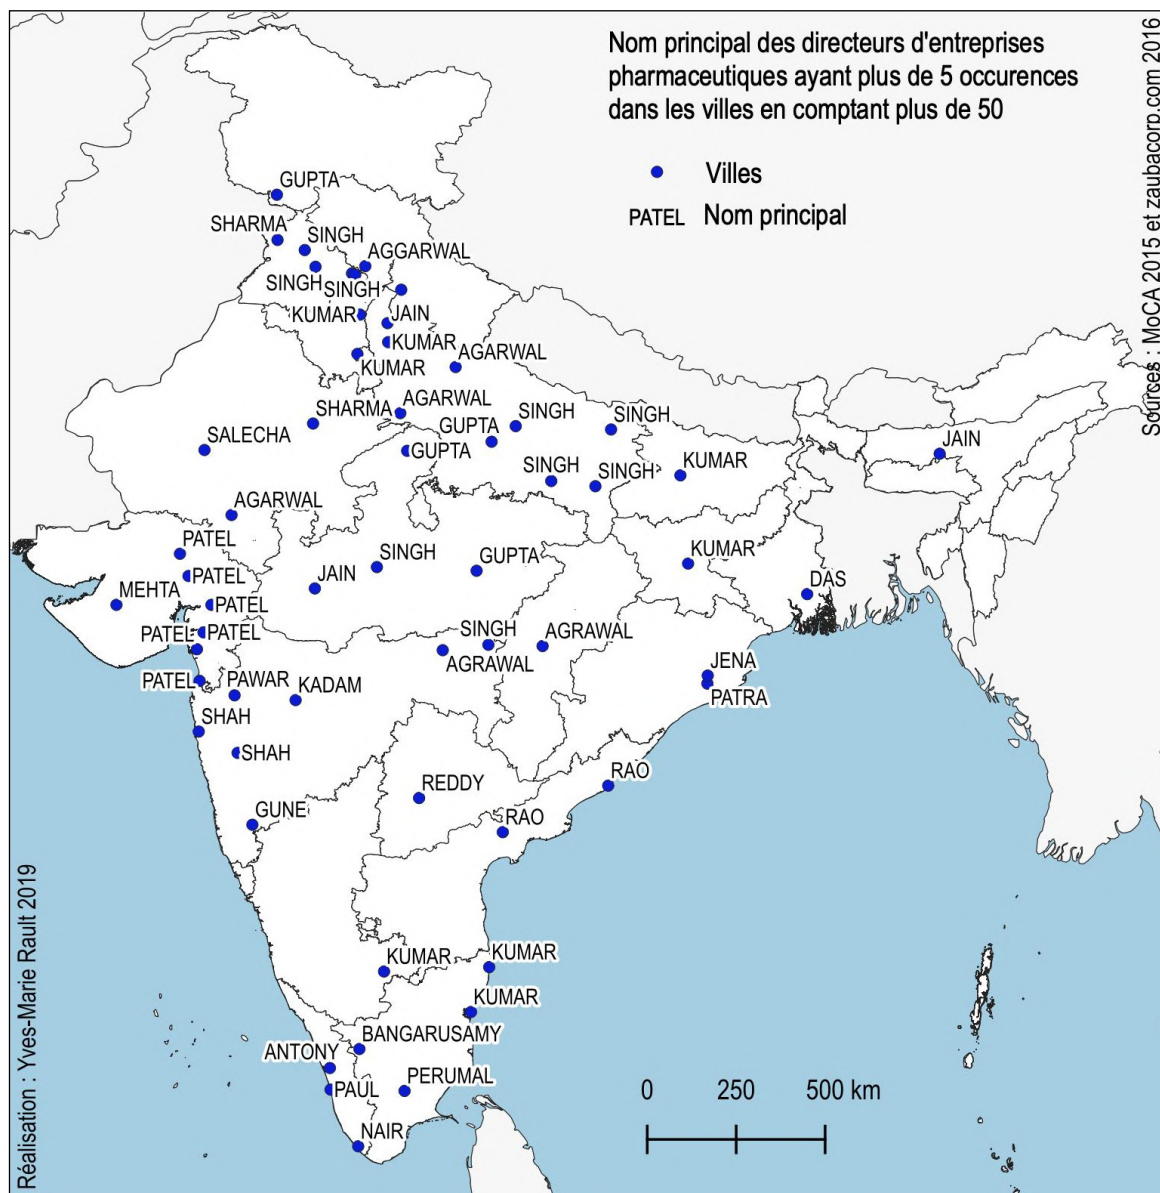 Nom principal des directeurs d'entreprises
pharmaceutiques ayant plus de 5 occurences
dans les villes en comptant plus de 50
Villes
PATEL Nom principal
Sources : MoCA 2015 et zaubacorp.com 2016
GUPTA
SHARMA
SINGH
AGGARWAL
SINGH
SINGH
KUMAR
JAIN
KUMAR
KUMAR
AGARWAL
SHARMA
AGARWAL
SALECHA
GUPTA
SINGH
SINGH
GUPTA
SINGH
SINGH
KUMAR
JAIN
AGARWAL
PATEL
SINGH
GUPTA
KUMAR
PATEL
JAIN
DAS
MEHTA
PATEL
PATEL
PATEL
SINGH
AGRAWAL
AGRAWAL
JENA
PATRA
PATEL
PAWAR
KADAM
SHAH
SHAH
REDDY
RAO
GUNE
RAO
KUMAR
KUMAR
KUMAR
BANGARUSAMY
ANTONY
PAUL
PERUMAL
NAIR
0 250 500 km
Réalisation : Yves-Marie Rault 2019